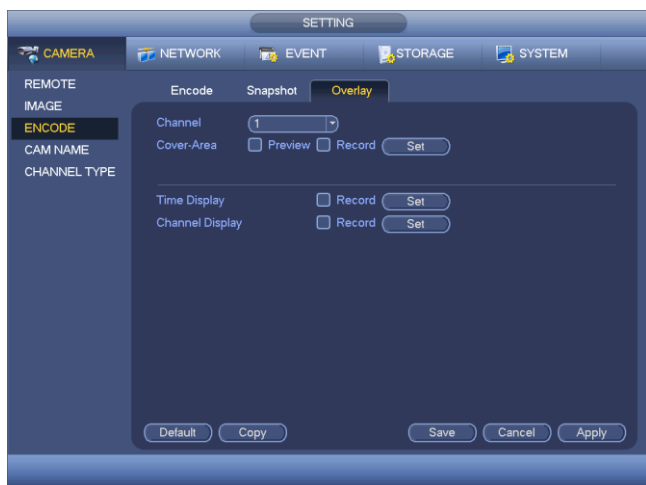 SETTING
CAMERA NETWORK EVENT STORAGE SYSTEM
REMOTE
IMAGE
ENCODE
CAM NAME
CHANNEL TYPE
Encode Snapshot Overlay
Channel 1
Cover-Area Preview Record Set
Time Display Record Set
Channel Display Record Set
Default Copy Save Cancel Apply